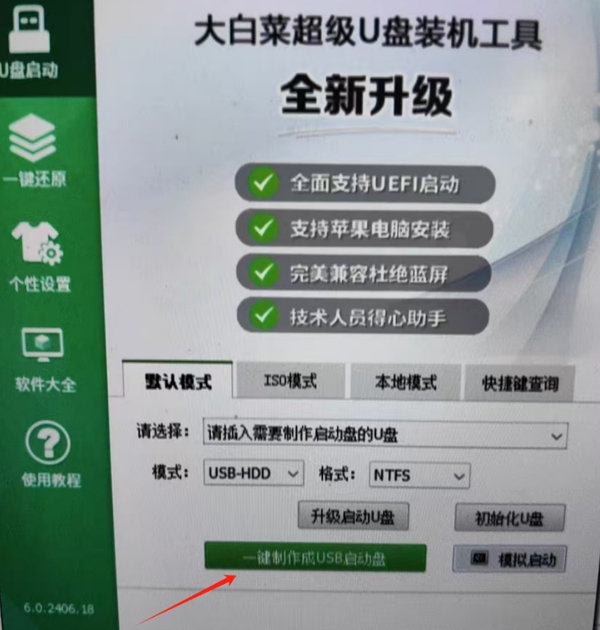 大白菜超级U盘装机工具
全新升级
U盘启动
一键还原
个性设置
软件大全
使用教程
全面支持UEFI启动
支持苹果电脑安装
完美兼容杜绝蓝屏
技术人员得心助手
默认模式 ISO模式 本地模式 快捷键查询
请选择： 请插入需要制作启动盘的U盘
模式： USB-HDD 格式： NTFS
升级启动U盘 初始化U盘
一键制作成USB启动盘 模拟启动
6.0.2406.18